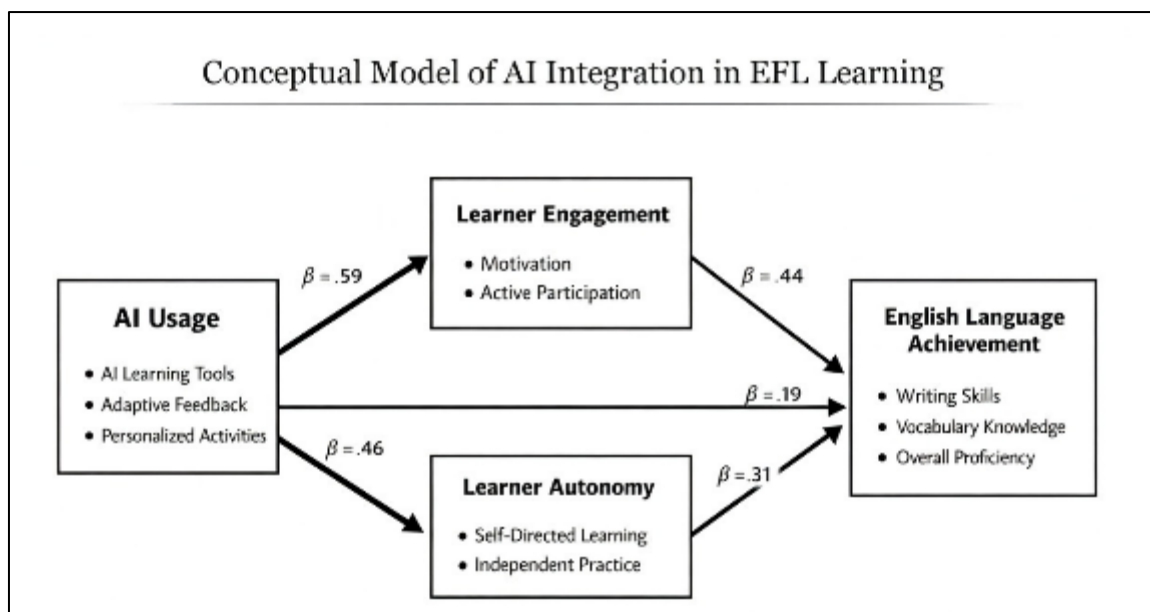 Conceptual Model of AI Integration in EFL Learning
Learner Engagement
• Motivation
• Active Participation
β = .59
β = .44
AI Usage
• AI Learning Tools
• Adaptive Feedback
• Personalized Activities
English Language
Achievement
• Writing Skills
• Vocabulary Knowledge
• Overall Proficiency
β = .19
β = .46
β = .31
Learner Autonomy
• Self-Directed Learning
• Independent Practice